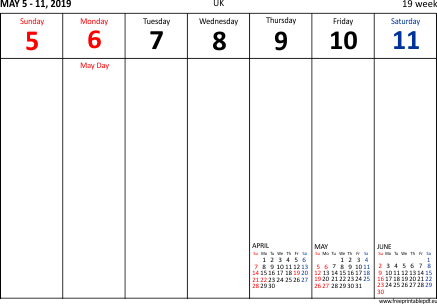 MAY 5 - 11, 2019 UK 19 week
Sunday Monday Tuesday Wednesday Thursday Friday Saturday
5 6 7 8 9 10 11
May Day
APRIL MAY JUNE
Su Mo Tu We Th Fr Sa Su Mo Tu We Th Fr Sa Su Mo Tu We Th Fr Sa
1 2 3 4 5 6 1 2 3 4 1
7 8 9 10 11 12 13 5 6 7 8 9 10 11 2 3 4 5 6 7 8
14 15 16 17 18 19 20 12 13 14 15 16 17 18 9 10 11 12 13 14 15
21 22 23 24 25 26 27 19 20 21 22 23 24 25 16 17 18 19 20 21 22
28 29 30 26 27 28 29 30 31 23 24 25 26 27 28 29
30
www.freeprintablepdf.eu